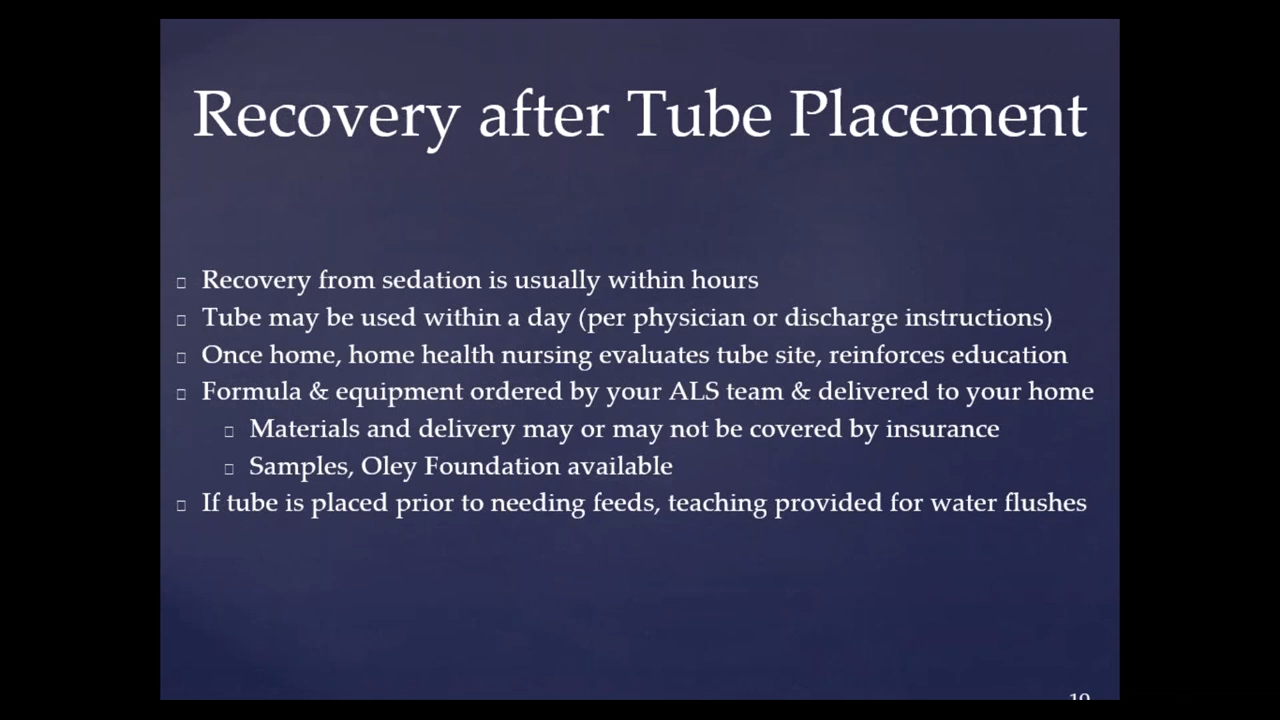 Recovery after Tube Placement
Recovery from sedation is usually within hours
Tube may be used within a day (per physician or discharge instructions)
Once home, home health nursing evaluates tube site, reinforces education
Formula & equipment ordered by your ALS team & delivered to your home
Materials and delivery may or may not be covered by insurance
Samples, Oley Foundation available
If tube is placed prior to needing feeds, teaching provided for water flushes